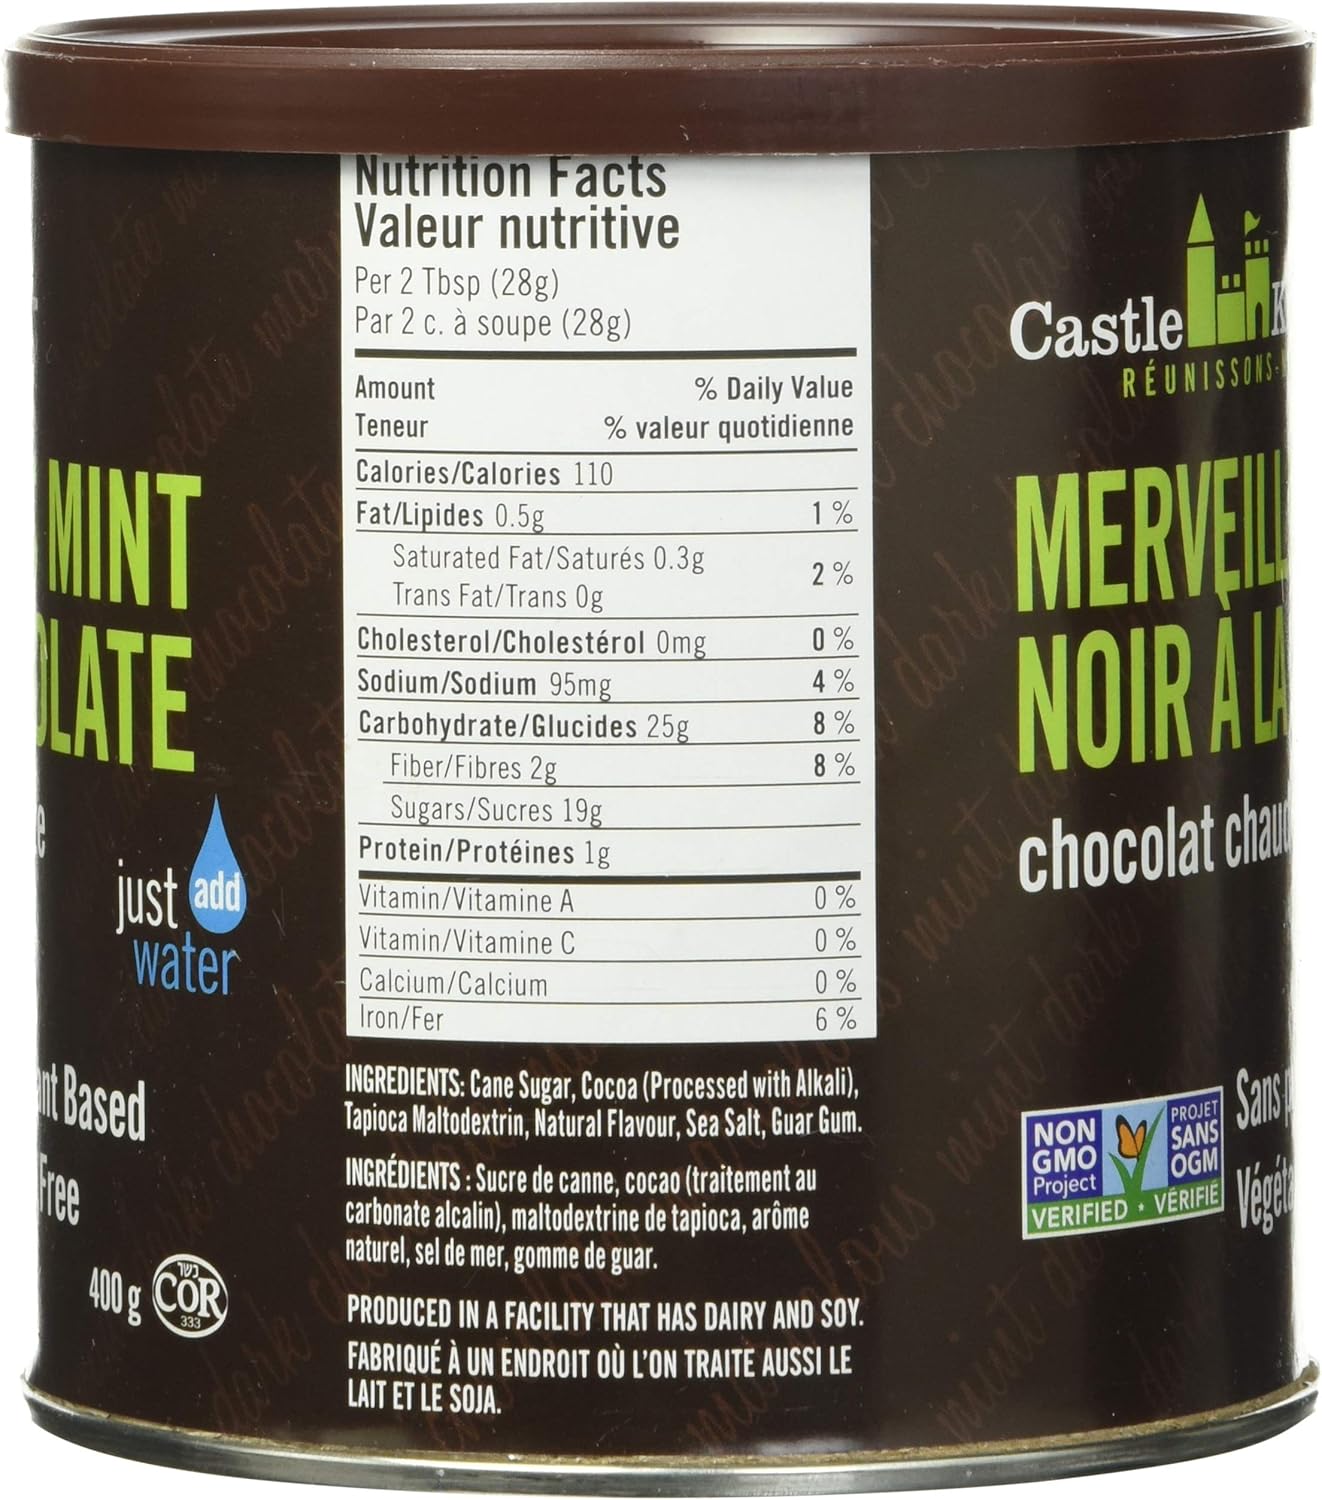 MINT
just add
water
Based
Free
400 g
כשר
COR
333
Nutrition Facts
Valeur nutritive
Per 2 Tbsp (28g)
Par 2 c. à soupe (28g)
Amount % Daily Value
Teneur % valeur quotidienne
Calories/Calories 110
Fat/Lipides 0.5g 1 %
Saturated Fat/Saturés 0.3g
Trans Fat/Trans 0g
2 %
Cholesterol/Cholestérol 0mg 0 %
Sodium/Sodium 95mg 4 %
Carbohydrate/Glucides 25g 8 %
Fiber/Fibres 2g 8 %
Sugars/Sucres 19g
Protein/Protéines 1g
Vitamin/Vitamine A 0 %
Vitamin/Vitamine C 0 %
Calcium/Calcium 0 %
Iron/Fer 6 %
INGREDIENTS: Cane Sugar, Cocoa (Processed with Alkali),
Tapioca Maltodextrin, Natural Flavour, Sea Salt, Guar Gum.
INGRÉDIENTS : Sucre de canne, cocao (traitement au
carbonate alcalin), maltodextrine de tapioca, arôme
naturel, sel de mer, gomme de guar.
PRODUCED IN A FACILITY THAT HAS DAIRY AND SOY.
FABRIQUÉ À UN ENDROIT OÙ L'ON TRAITE AUSSI LE
LAIT ET LE SOJA.
Castle
RÉUNISSONS-
MERVEILL
NOIR À LA
chocolat chaud
NON
GMO
Project
VERIFIED
PROJET
SANS
OGM
VÉRIFIÉ
Sans